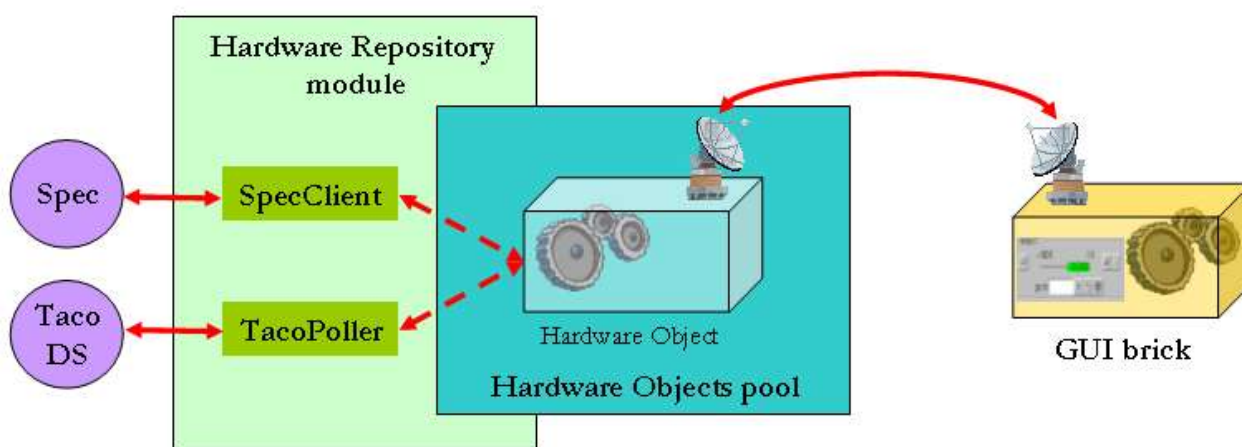 Hardware Repository
module
Spec
SpecClient
Taco
DS
TacoPoller
Hardware Object
Hardware Objects pool
GUI brick